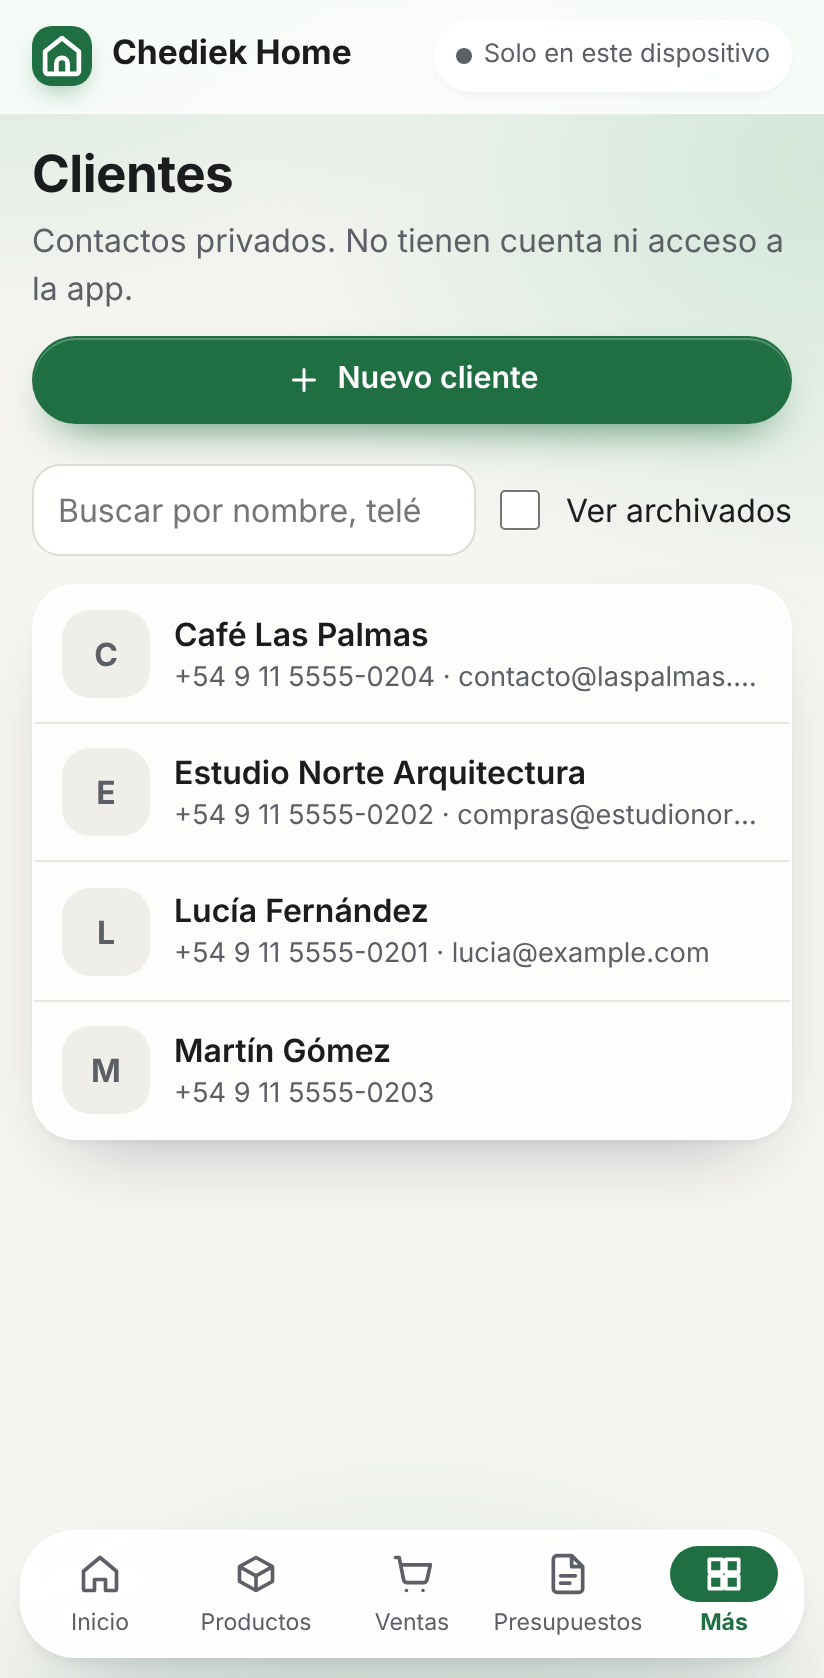 Chediek Home
Solo en este dispositivo
Clientes
Contactos privados. No tienen cuenta ni acceso a
la app.
+ Nuevo cliente
Buscar por nombre, telé
Ver archivados
C
Café Las Palmas
+54 9 11 5555-0204 · contacto@laspalmas....
E
Estudio Norte Arquitectura
+54 9 11 5555-0202 · compras@estudionor...
L
Lucía Fernández
+54 9 11 5555-0201 · lucia@example.com
M
Martín Gómez
+54 9 11 5555-0203
Inicio
Productos
Ventas
Presupuestos
Más